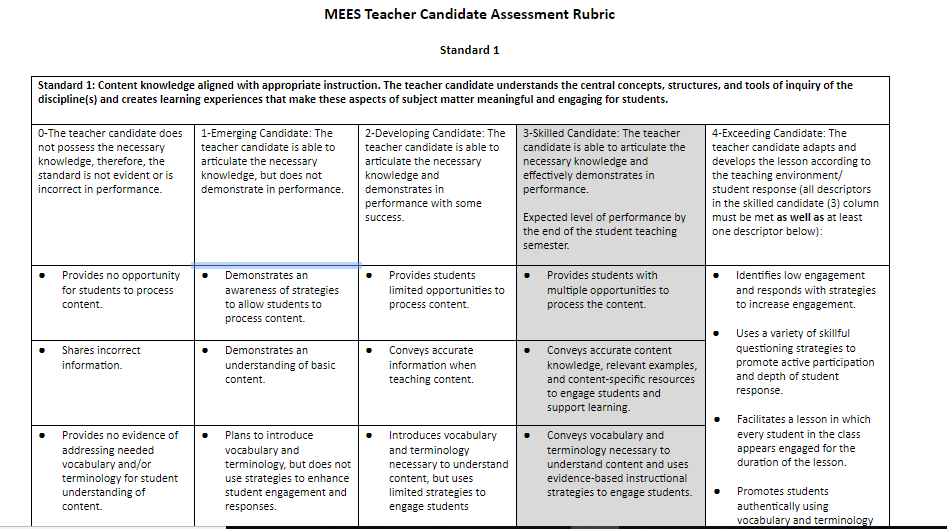 MEES Teacher Candidate Assessment Rubric
Standard 1
Standard 1: Content knowledge aligned with appropriate instruction. The teacher candidate understands the central concepts, structures, and tools of inquiry of the
discipline(s) and creates learning experiences that make these aspects of subject matter meaningful and engaging for students.
0-The teacher candidate does
not possess the necessary
knowledge, therefore, the
standard is not evident or is
incorrect in performance.
1-Emerging Candidate: The
teacher candidate is able to
articulate the necessary
knowledge, but does not
demonstrate in performance.
2-Developing Candidate: The
teacher candidate is able to
articulate the necessary
knowledge and
demonstrates in
performance with some
success.
3-Skilled Candidate: The teacher
candidate is able to articulate the
necessary knowledge and
effectively demonstrates in
performance.
Expected level of performance by
the end of the student teaching
semester.
4-Exceeding Candidate: The
teacher candidate adapts and
develops the lesson according to
the teaching environment/
student response (all descriptors
in the skilled candidate (3) column
must be met as well as at least
one descriptor below):
● Provides no opportunity
for students to process
content.
● Demonstrates an
awareness of strategies
to allow students to
process content.
● Provides students
limited opportunities to
process content.
● Provides students with
multiple opportunities to
process the content.
● Identifies low engagement
and responds with strategies
to increase engagement.
● Uses a variety of skillful
questioning strategies to
promote active participation
and depth of student
response.
● Facilitates a lesson in which
every student in the class
appears engaged for the
duration of the lesson.
● Promotes students
authentically using
vocabulary and terminology
● Shares incorrect
information.
● Demonstrates an
understanding of basic
content.
● Conveys accurate
information when
teaching content.
● Conveys accurate content
knowledge, relevant examples,
and content-specific resources
to engage students and
support learning.
● Provides no evidence of
addressing needed
vocabulary and/or
terminology for student
understanding of
content.
● Plans to introduce
vocabulary and
terminology, but does not
use strategies to enhance
student engagement and
responses.
● Introduces vocabulary
and terminology
necessary to understand
content, but uses
limited strategies to
engage students
● Conveys vocabulary and
terminology necessary to
understand content and uses
evidence-based instructional
strategies to engage students.